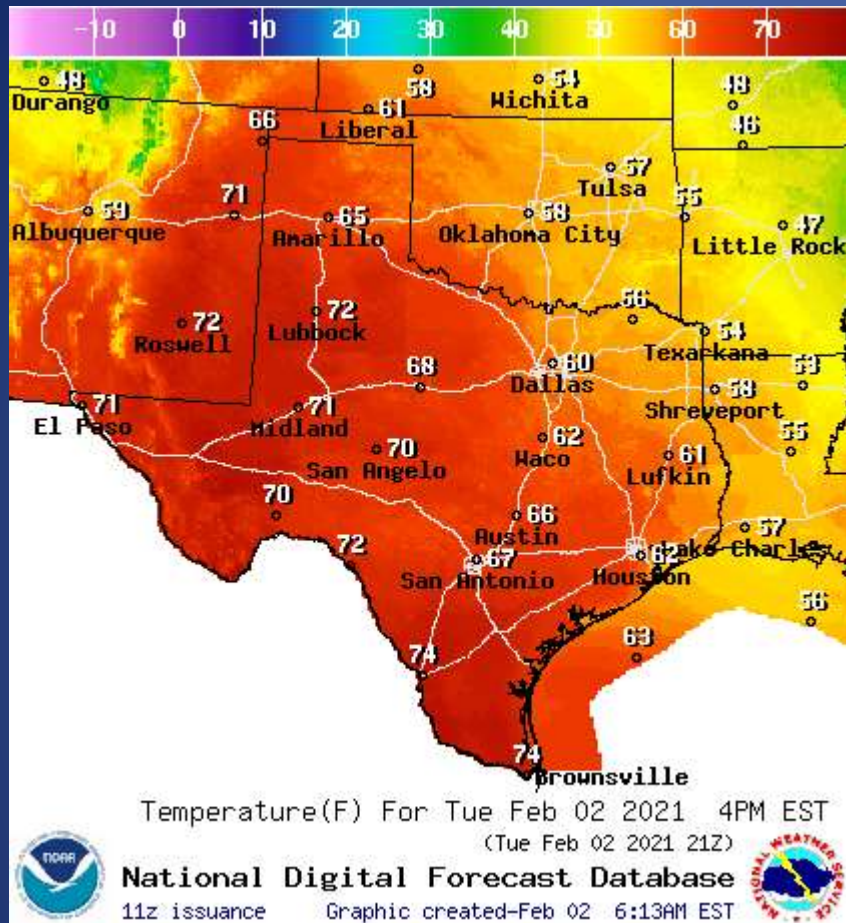 -10 0 10 20 30 40 50 60 70
48 58 54 48
Durango Wichita
61
Liberal
66 46
57
Tulsa
59 71 65 58 55 47
Albuquerque Amarillo Oklahoma City Little Rock
72 72 56 54
Roswell Lubbock Texarkana
68 60 53
Dallas
71 71 58
El Paso Midland Shreveport
70 62 61 55
San Angelo Waco Lufkin
70 66 57
Austin Lake Charles
72 67 62
San Antonio Houston
56
74 63
74
Brownsville
Temperature(F) For Tue Feb 02 2021 4PM EST
(Tue Feb 02 2021 21Z)
NOAA
NATIONAL WEATHER SERVICE
National Digital Forecast Database
11z issuance Graphic created-Feb 02 6:13AM EST